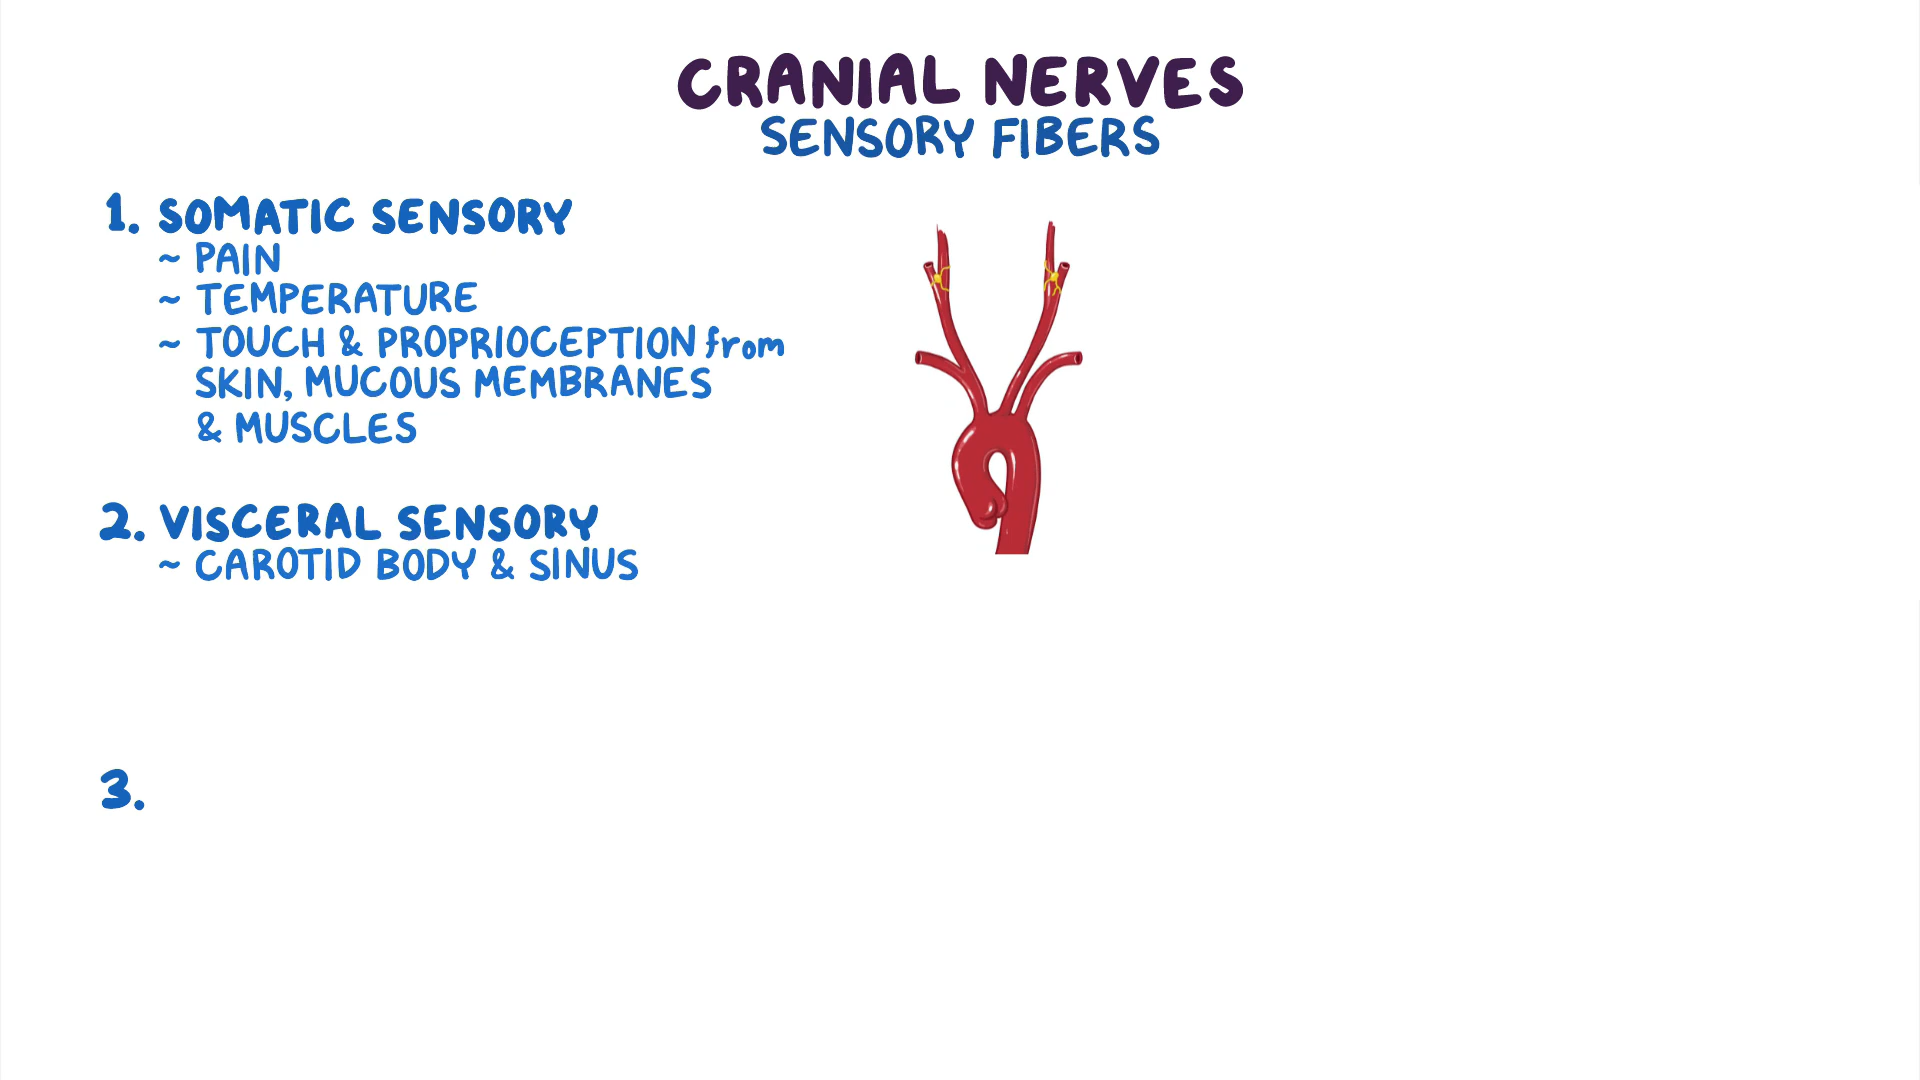 CRANIAL NERVES
SENSORY FIBERS
1. SOMATIC SENSORY
~ PAIN
~ TEMPERATURE
~ TOUCH & PROPRIOCEPTION from
SKIN, MUCOUS MEMBRANES
& MUSCLES
2. VISCERAL SENSORY
~ CAROTID BODY & SINUS
3.